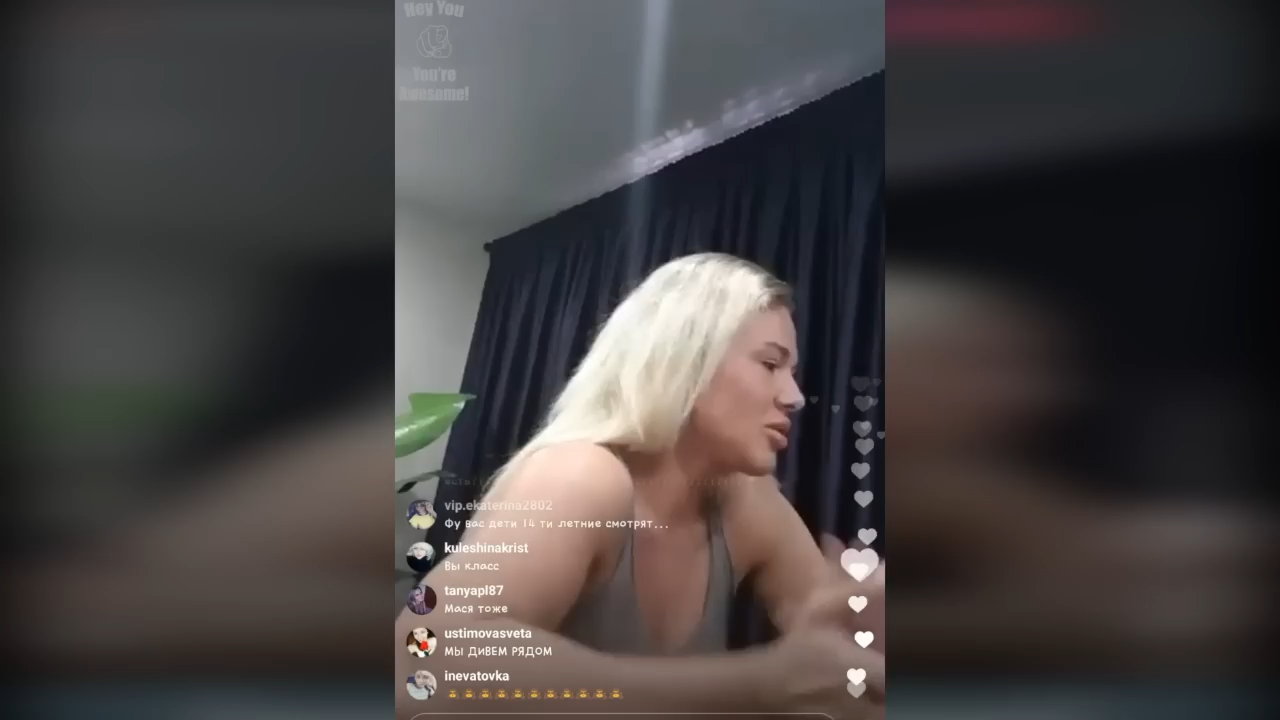 Hey You
You're
Awesome!
vip.ekaterina2802
Фу вас дети 14 ти летние смотрят...
kuleshinakrist
Вы класс
tanyapl87
Мася тоже
ustimovasveta
МЫ ДИВЕМ РЯДОМ
inevatovka